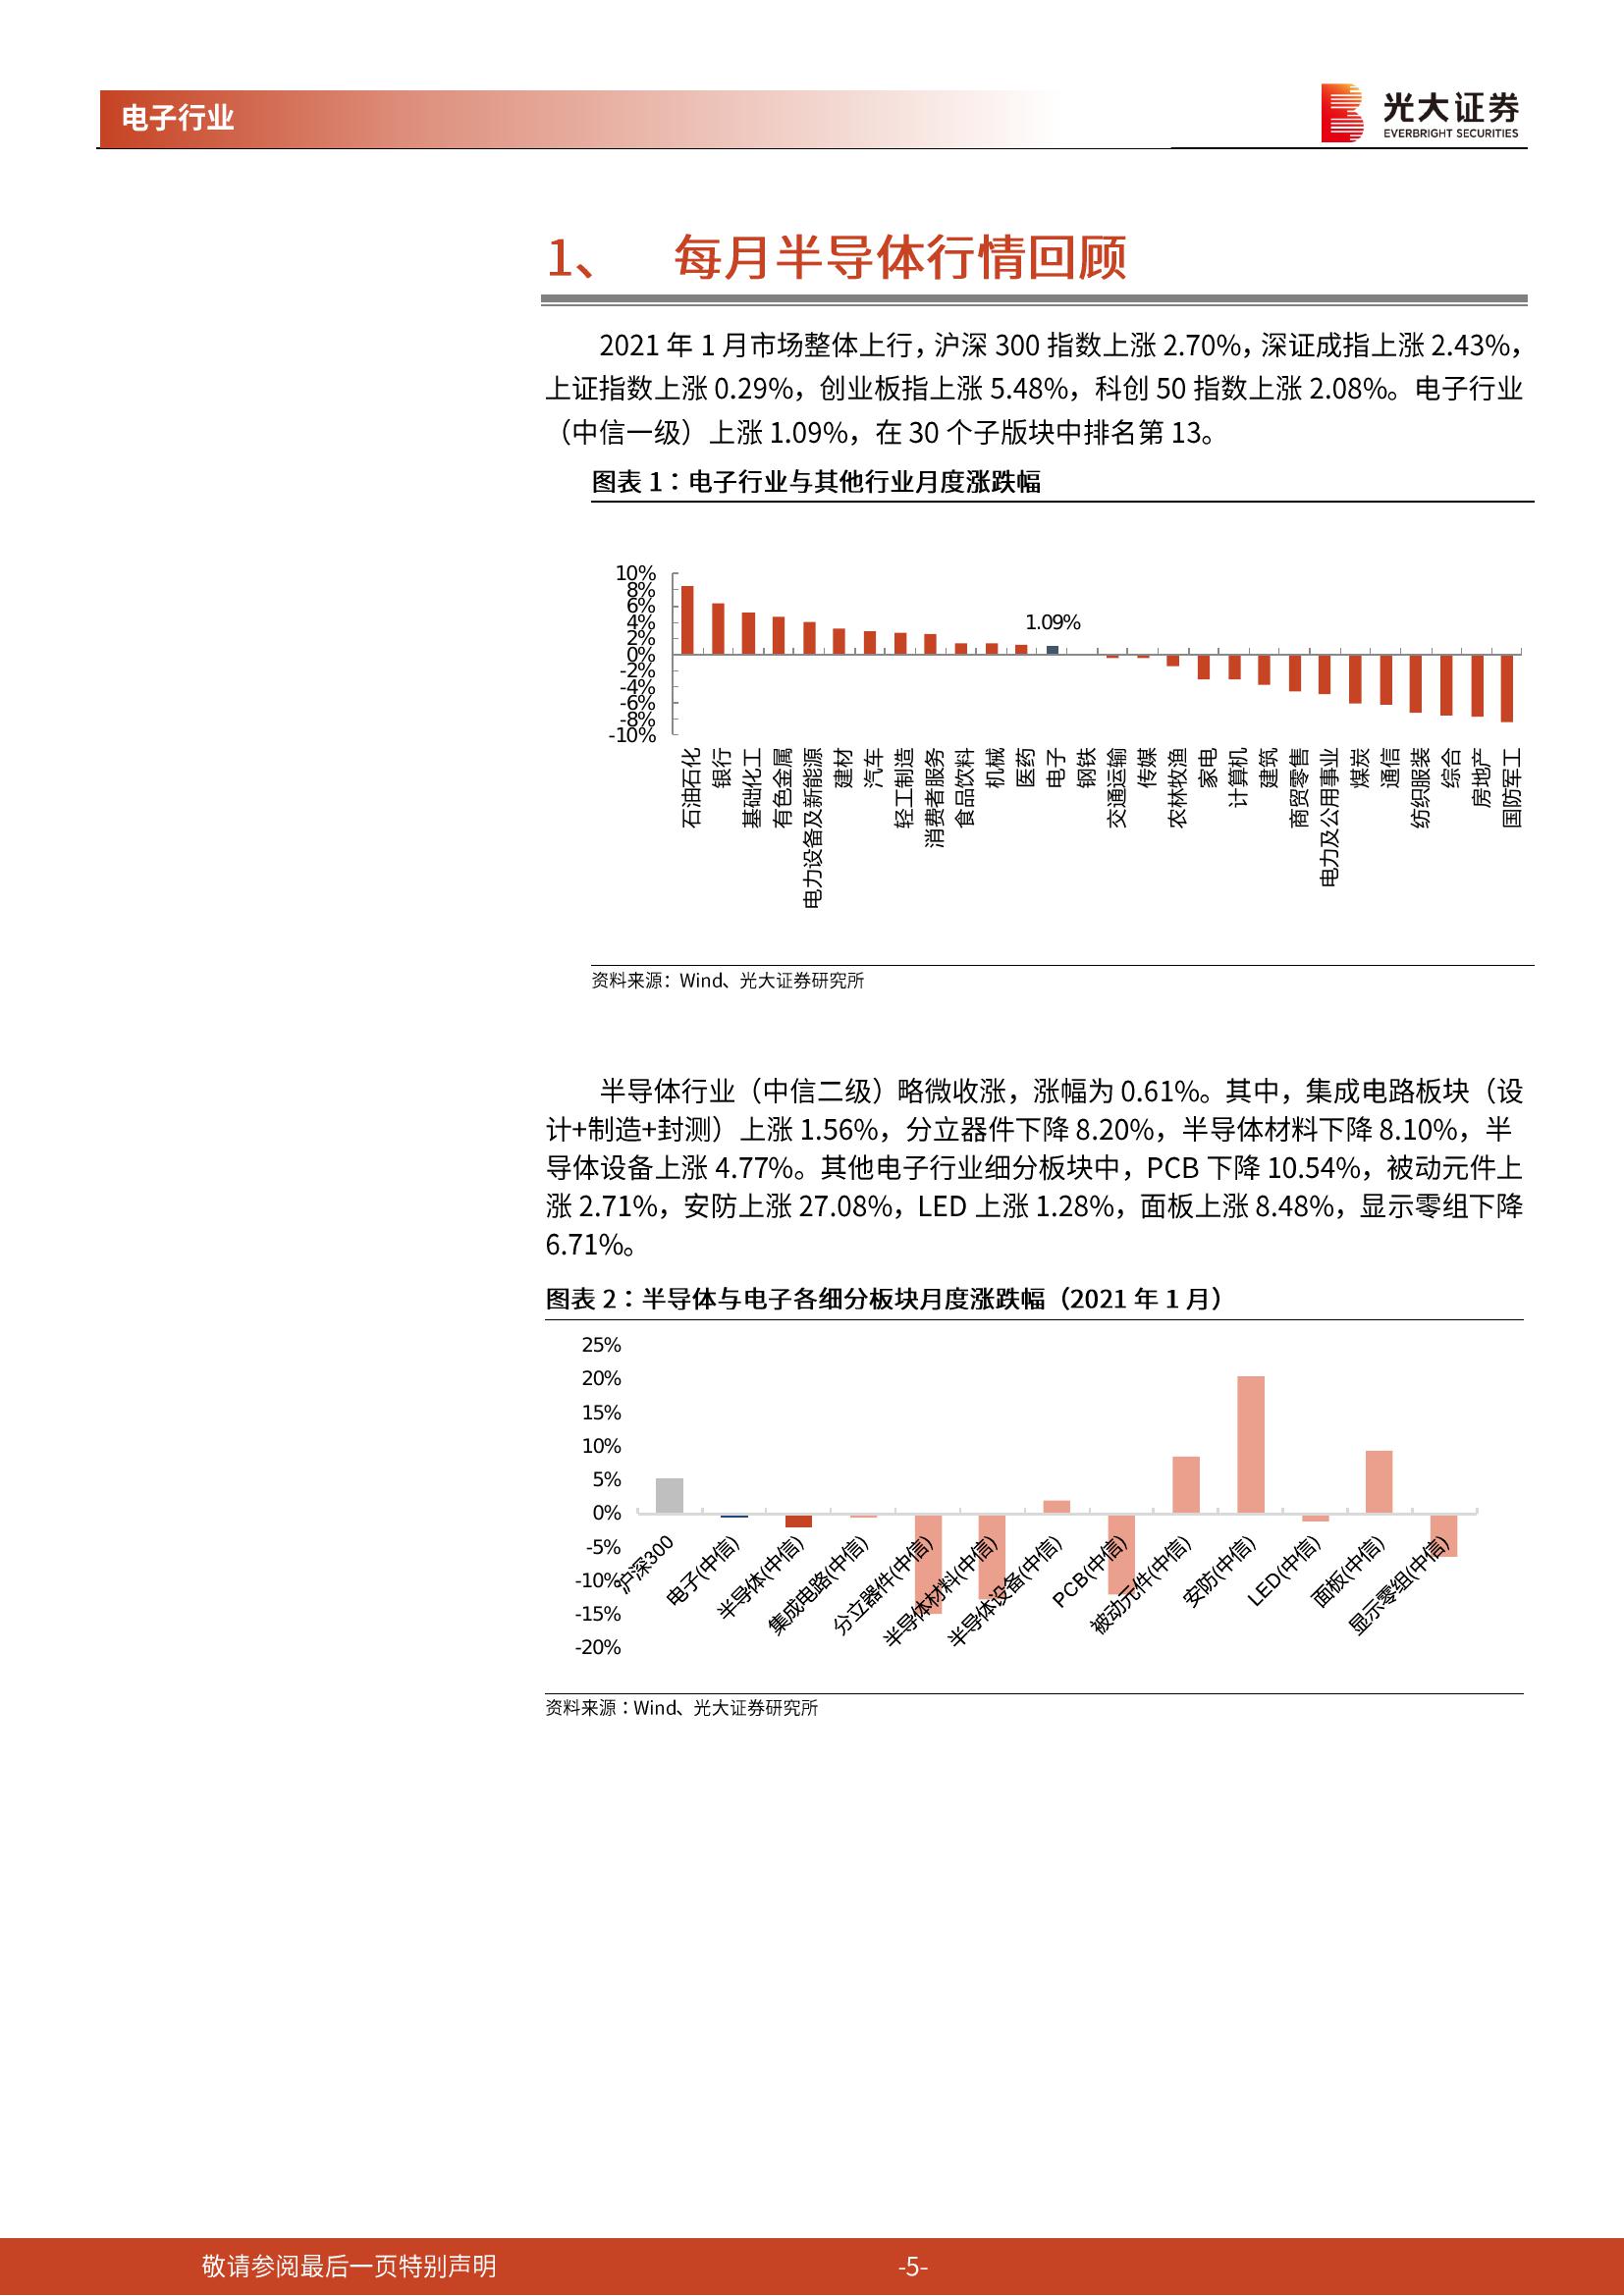 电子行业
光大证券
EVERBRIGHT SECURITIES
1、 每月半导体行情回顾
2021 年 1 月市场整体上行，沪深 300 指数上涨 2.70%，深证成指上涨 2.43%，
上证指数上涨 0.29%，创业板指上涨 5.48%，科创 50 指数上涨 2.08%。电子行业
（中信一级）上涨 1.09%，在 30 个子版块中排名第 13。
图表 1：电子行业与其他行业月度涨跌幅
10%
8%
6%
4%
2%
0%
-2%
-4%
-6%
-8%
-10%
1.09%
石油石化
银行
基础化工
有色金属
电力设备及新能源
建材
汽车
轻工制造
消费者服务
食品饮料
机械
医药
电子
钢铁
交通运输
传媒
农林牧渔
家电
计算机
建筑
商贸零售
电力及公用事业
煤炭
通信
纺织服装
综合
房地产
国防军工
资料来源：Wind、光大证券研究所
半导体行业（中信二级）略微收涨，涨幅为 0.61%。其中，集成电路板块（设
计+制造+封测）上涨 1.56%，分立器件下降 8.20%，半导体材料下降 8.10%，半
导体设备上涨 4.77%。其他电子行业细分板块中，PCB 下降 10.54%，被动元件上
涨 2.71%，安防上涨 27.08%，LED 上涨 1.28%，面板上涨 8.48%，显示零组下降
6.71%。
图表 2：半导体与电子各细分板块月度涨跌幅（2021 年 1 月）
25%
20%
15%
10%
5%
0%
-5%
-10%
-15%
-20%
沪深300
电子(中信)
半导体(中信)
集成电路(中信)
分立器件(中信)
半导体材料(中信)
半导体设备(中信)
PCB(中信)
被动元件(中信)
安防(中信)
LED(中信)
面板(中信)
显示零组(中信)
资料来源：Wind、光大证券研究所
敬请参阅最后一页特别声明
-5-